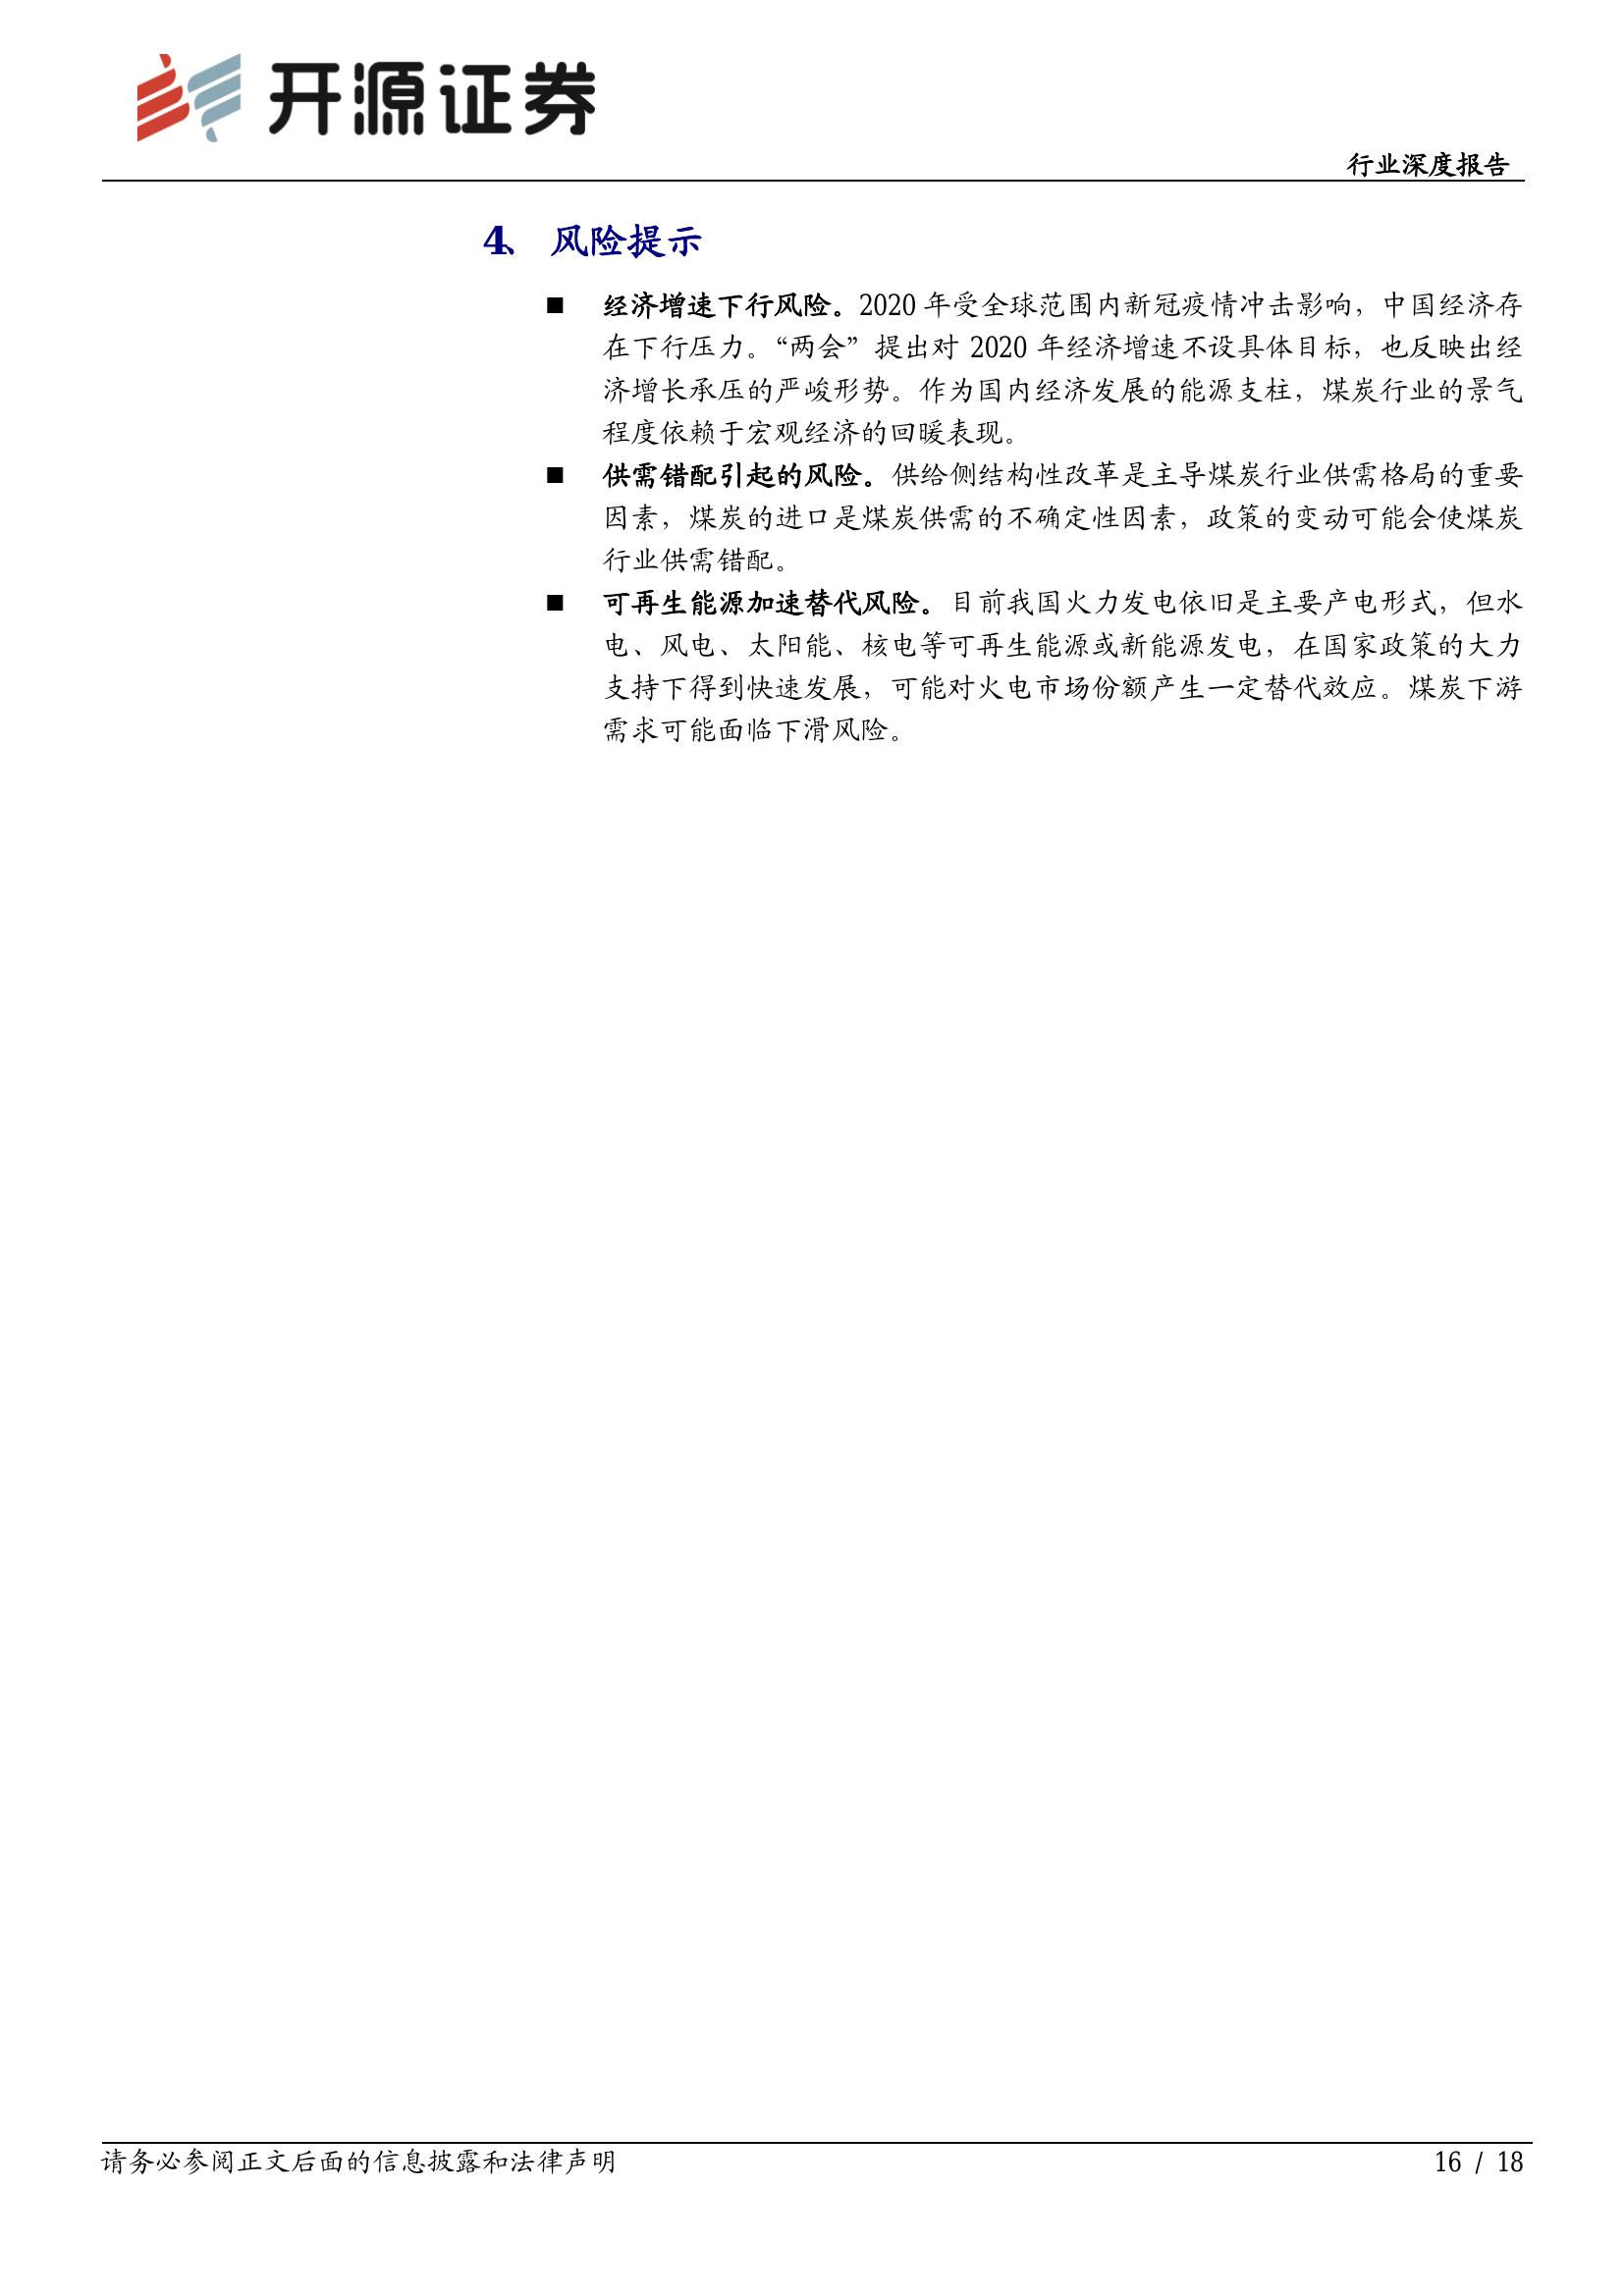 开源证券
行业深度报告
4、 风险提示
■ 经济增速下行风险。2020 年受全球范围内新冠疫情冲击影响，中国经济存
在下行压力。“两会”提出对 2020 年经济增速不设具体目标，也反映出经
济增长承压的严峻形势。作为国内经济发展的能源支柱，煤炭行业的景气
程度依赖于宏观经济的回暖表现。
■ 供需错配引起的风险。供给侧结构性改革是主导煤炭行业供需格局的重要
因素，煤炭的进口是煤炭供需的不确定性因素，政策的变动可能会使煤炭
行业供需错配。
■ 可再生能源加速替代风险。目前我国火力发电依旧是主要产电形式，但水
电、风电、太阳能、核电等可再生能源或新能源发电，在国家政策的大力
支持下得到快速发展，可能对火电市场份额产生一定替代效应。煤炭下游
需求可能面临下滑风险。
请务必参阅正文后面的信息披露和法律声明
16 / 18